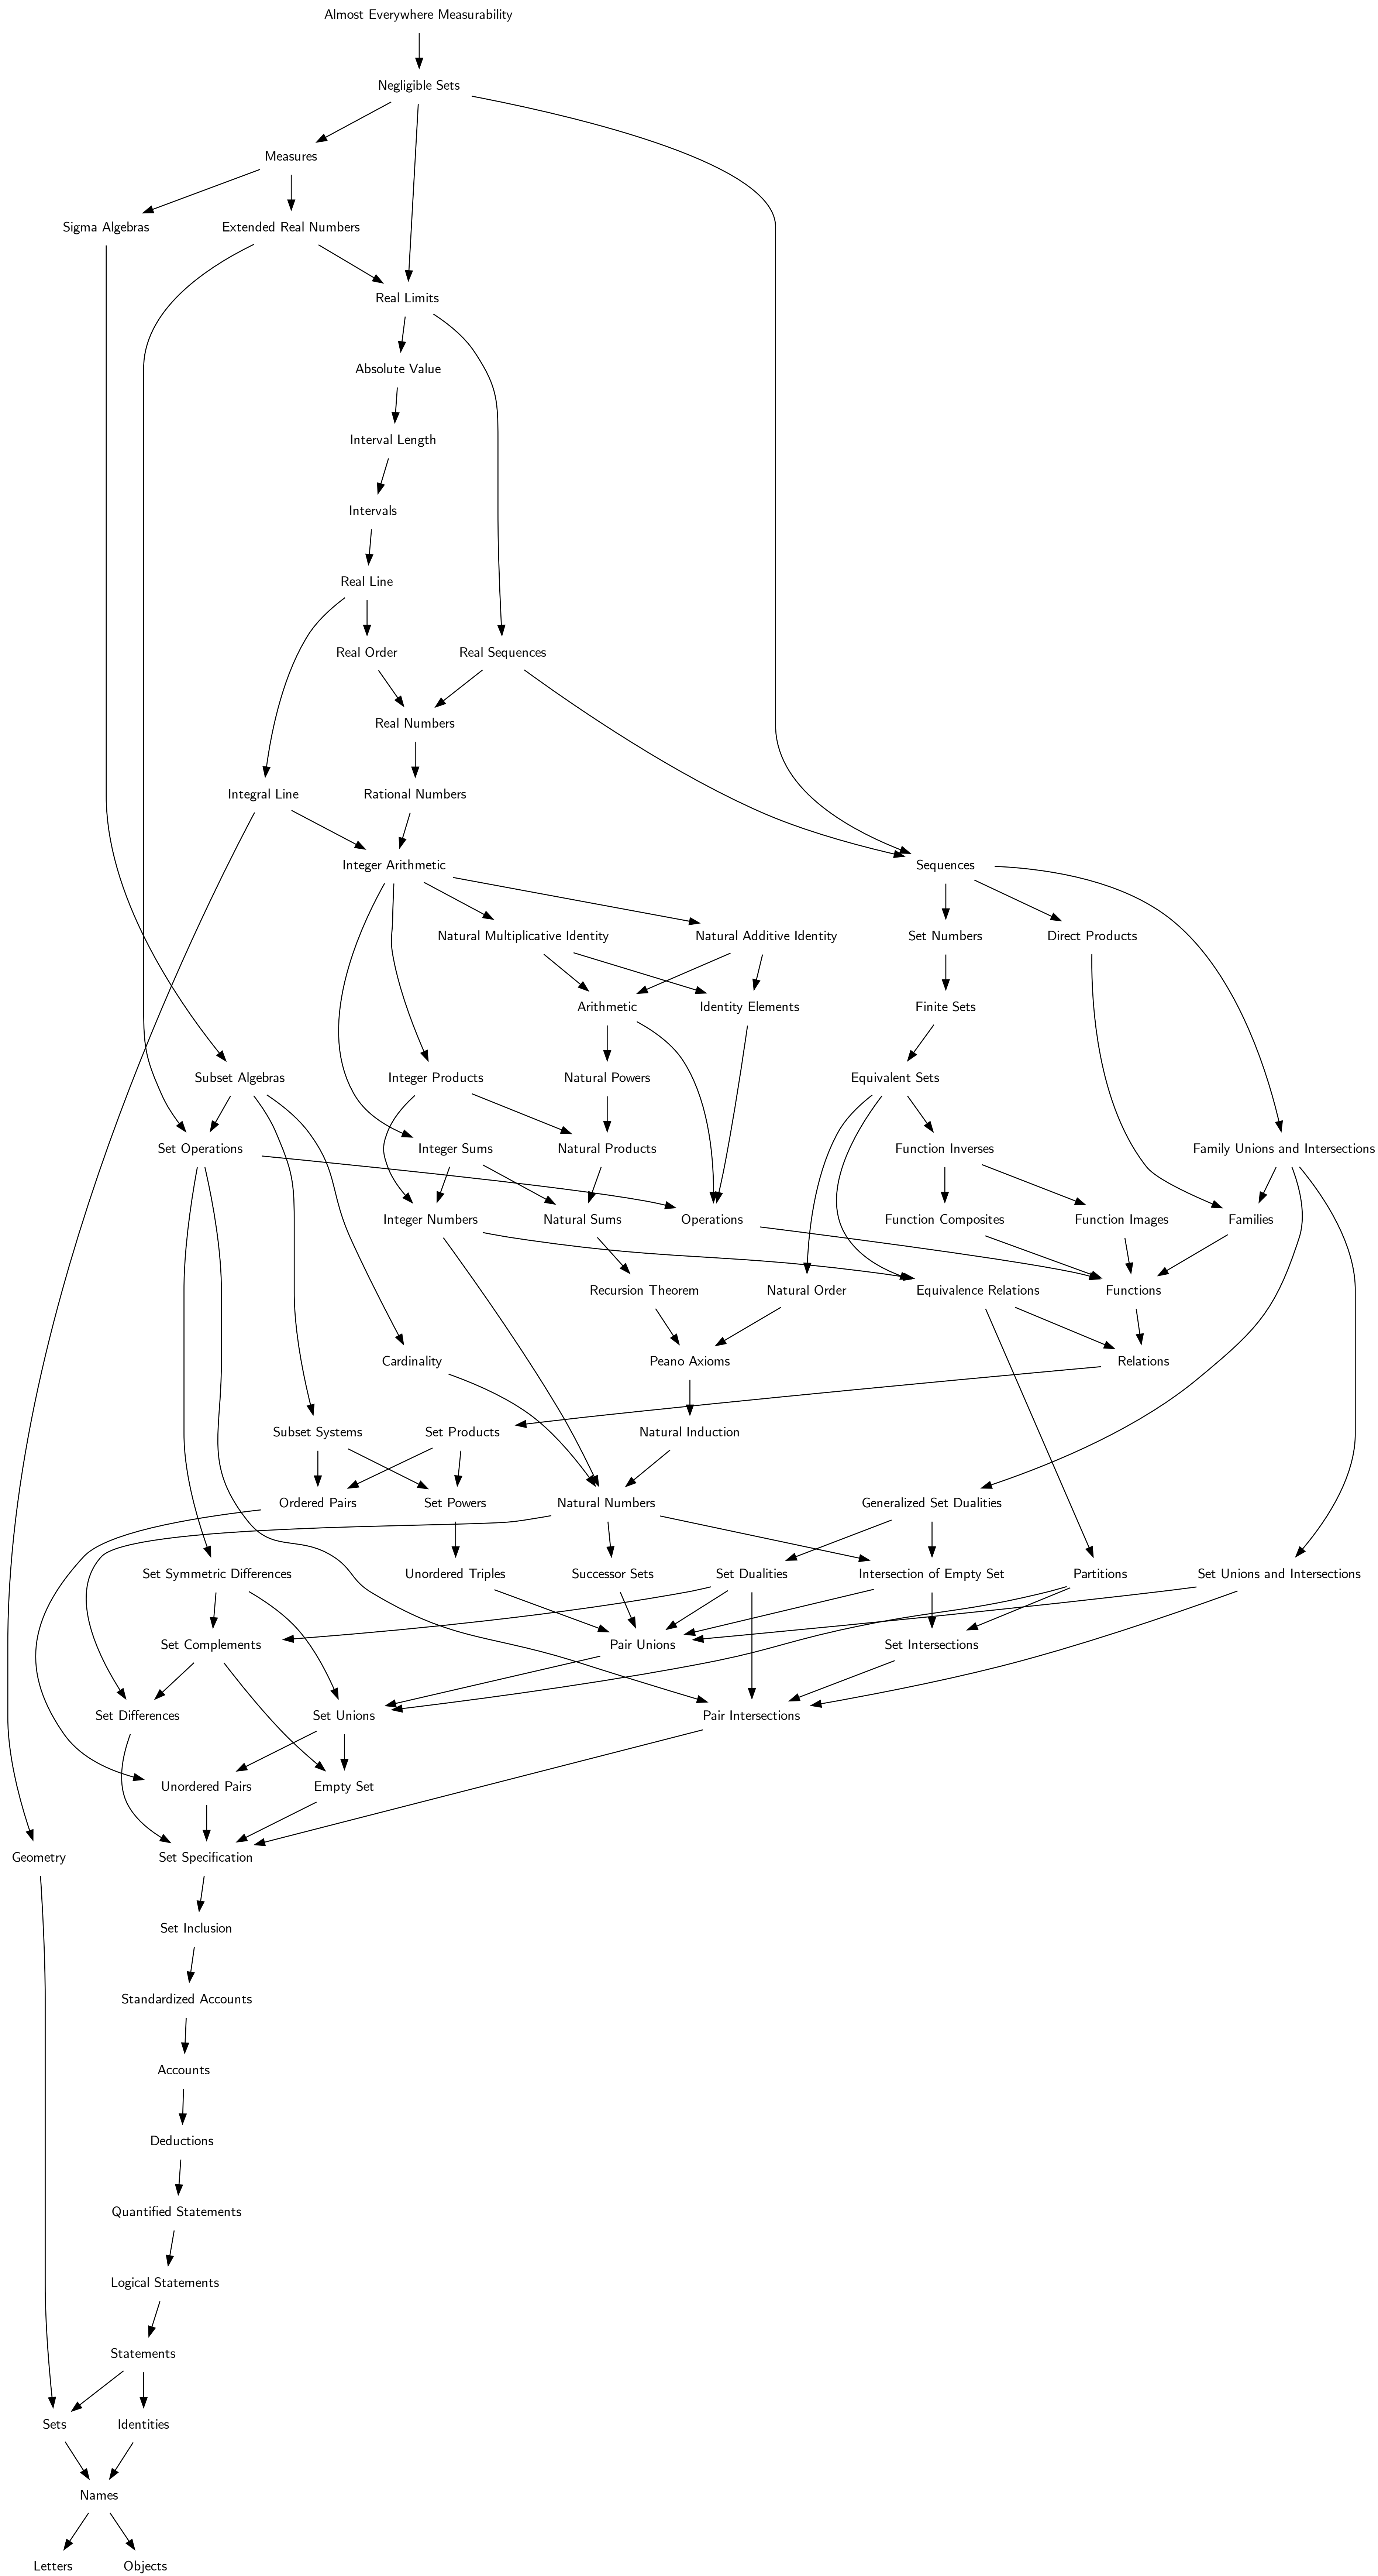 Almost Everywhere Measurability
Negligible Sets
Measures
Sigma Algebras
Extended Real Numbers
Real Limits
Absolute Value
Interval Length
Intervals
Real Line
Real Order
Real Sequences
Real Numbers
Integral Line
Rational Numbers
Integer Arithmetic
Sequences
Natural Multiplicative Identity
Natural Additive Identity
Set Numbers
Direct Products
Arithmetic
Identity Elements
Finite Sets
Subset Algebras
Integer Products
Natural Powers
Equivalent Sets
Set Operations
Integer Sums
Natural Products
Function Inverses
Family Unions and Intersections
Integer Numbers
Natural Sums
Operations
Function Composites
Function Images
Families
Recursion Theorem
Natural Order
Equivalence Relations
Functions
Cardinality
Peano Axioms
Relations
Subset Systems
Set Products
Natural Induction
Ordered Pairs
Set Powers
Natural Numbers
Generalized Set Dualities
Set Symmetric Differences
Unordered Triples
Successor Sets
Set Dualities
Intersection of Empty Set
Partitions
Set Unions and Intersections
Set Complements
Pair Unions
Set Intersections
Set Differences
Set Unions
Pair Intersections
Unordered Pairs
Empty Set
Geometry
Set Specification
Set Inclusion
Standardized Accounts
Accounts
Deductions
Quantified Statements
Logical Statements
Statements
Sets
Identities
Names
Letters
Objects